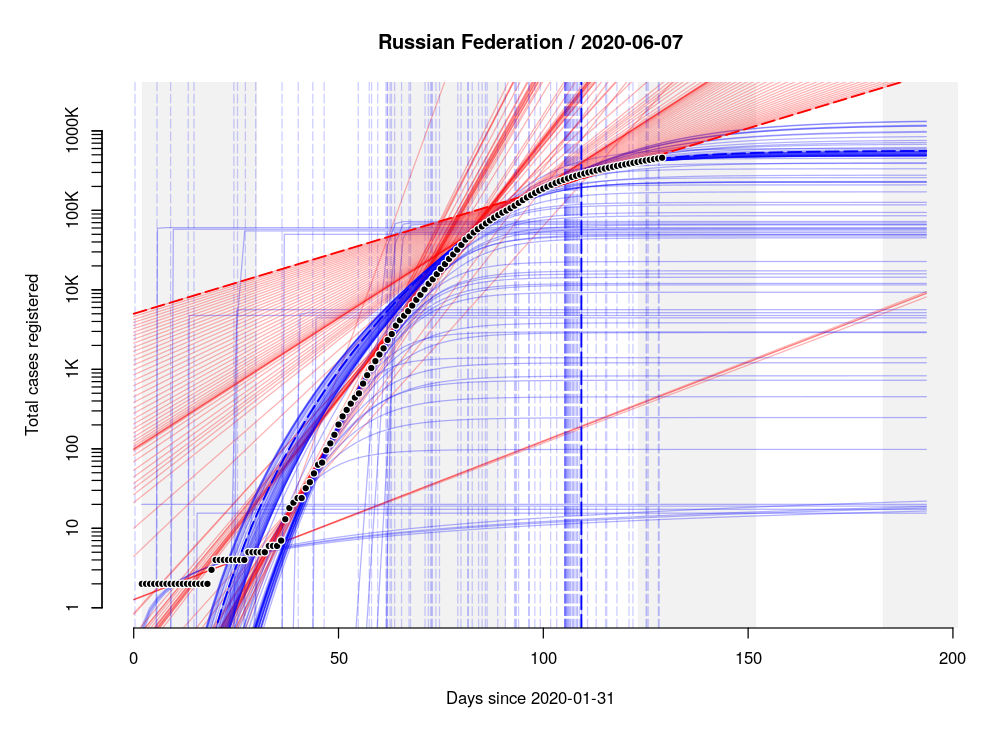 Russian Federation / 2020-06-07
Total cases registered
1000K
100K
10K
1K
100
10
1
0 50 100 150 200
Days since 2020-01-31